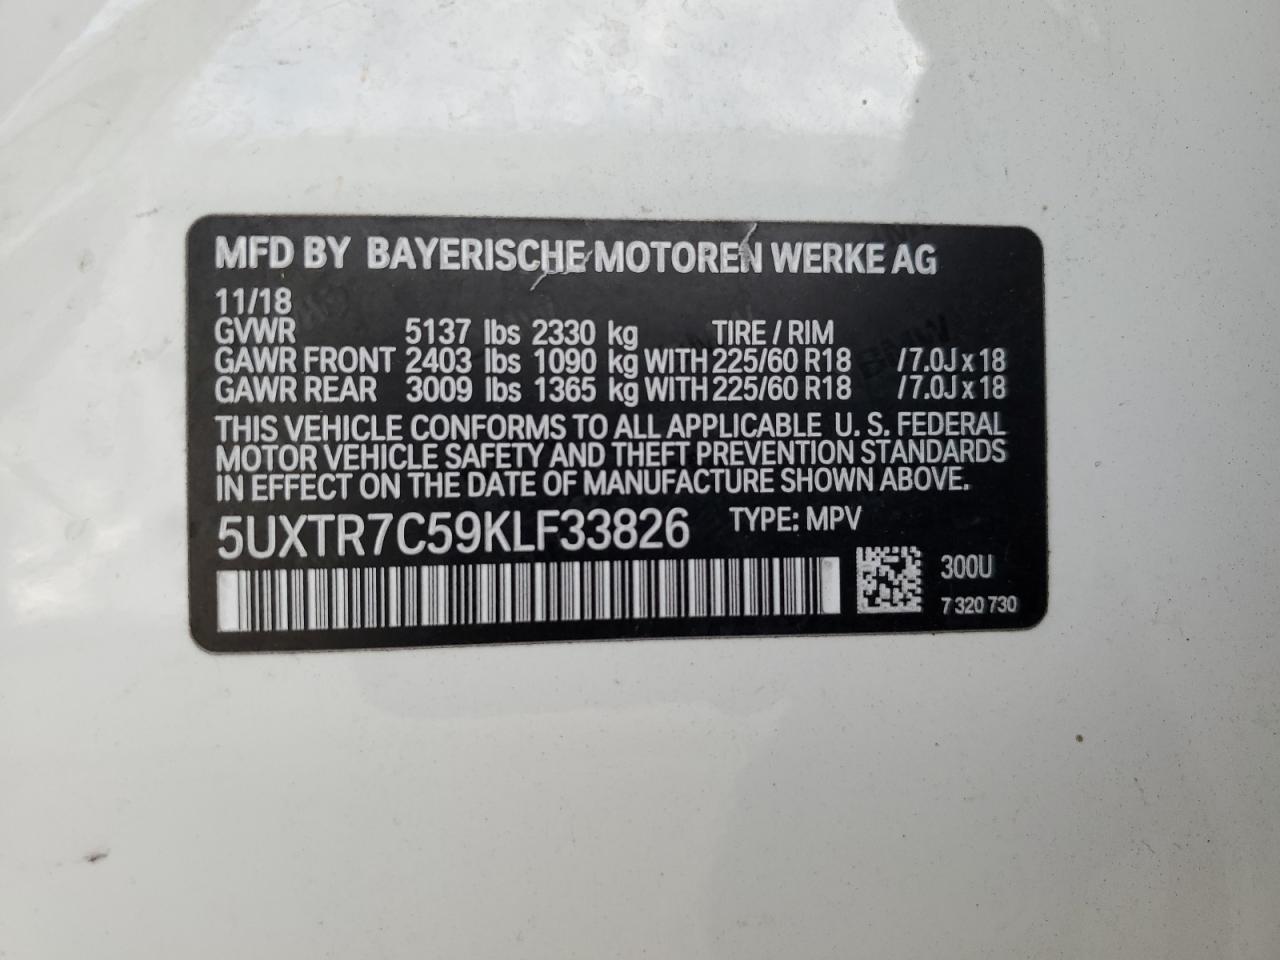 MFD BY BAYERISCHE MOTOREN WERKE AG
11/18
GVWR 5137 lbs 2330 kg TIRE / RIM
GAWR FRONT 2403 lbs 1090 kg WITH 225/60 R18 /7.0J x 18
GAWR REAR 3009 lbs 1365 kg WITH 225/60 R18 /7.0J x 18
THIS VEHICLE CONFORMS TO ALL APPLICABLE U. S. FEDERAL
MOTOR VEHICLE SAFETY AND THEFT PREVENTION STANDARDS
IN EFFECT ON THE DATE OF MANUFACTURE SHOWN ABOVE.
5UXTR7C59KLF33826 TYPE: MPV
300U
7 320 730